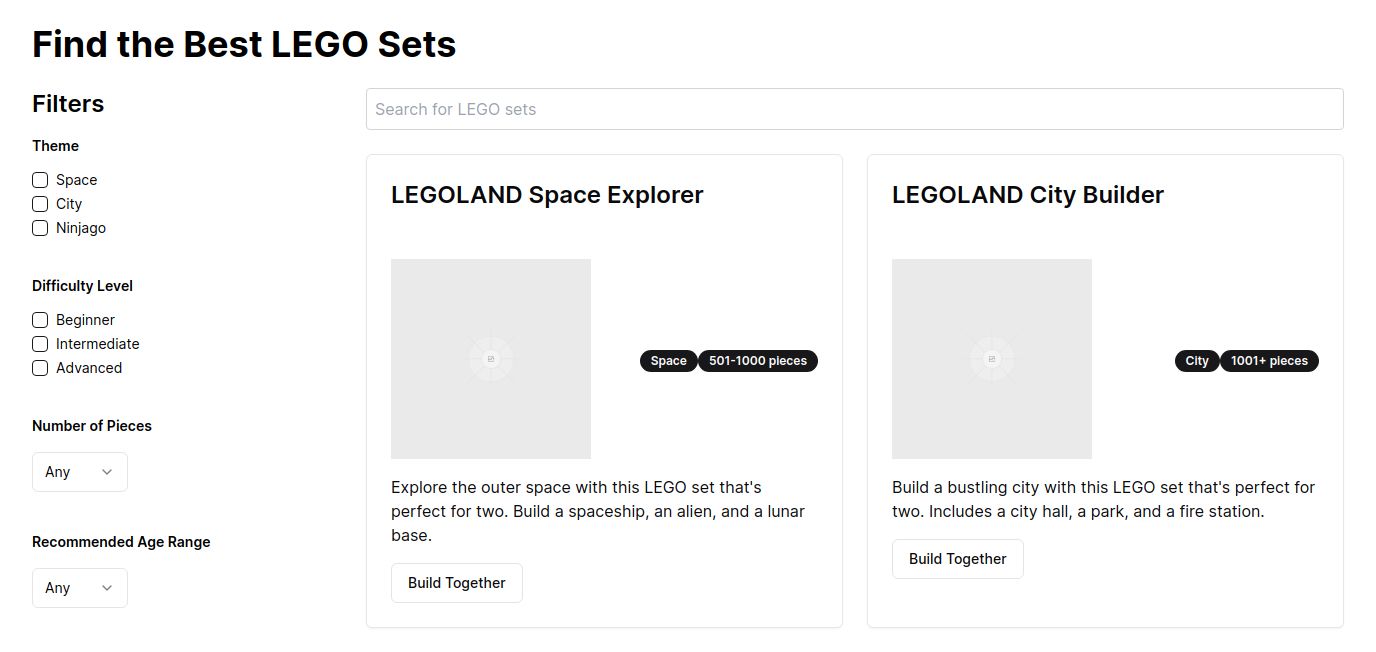 Find the Best LEGO Sets
Filters
Theme
Space
City
Ninjago
Difficulty Level
Beginner
Intermediate
Advanced
Number of Pieces
Any
Recommended Age Range
Any
Search for LEGO sets
LEGOLAND Space Explorer
Space
501-1000 pieces
Explore the outer space with this LEGO set that's
perfect for two. Build a spaceship, an alien, and a lunar
base.
Build Together
LEGOLAND City Builder
City
1001+ pieces
Build a bustling city with this LEGO set that's perfect for
two. Includes a city hall, a park, and a fire station.
Build Together